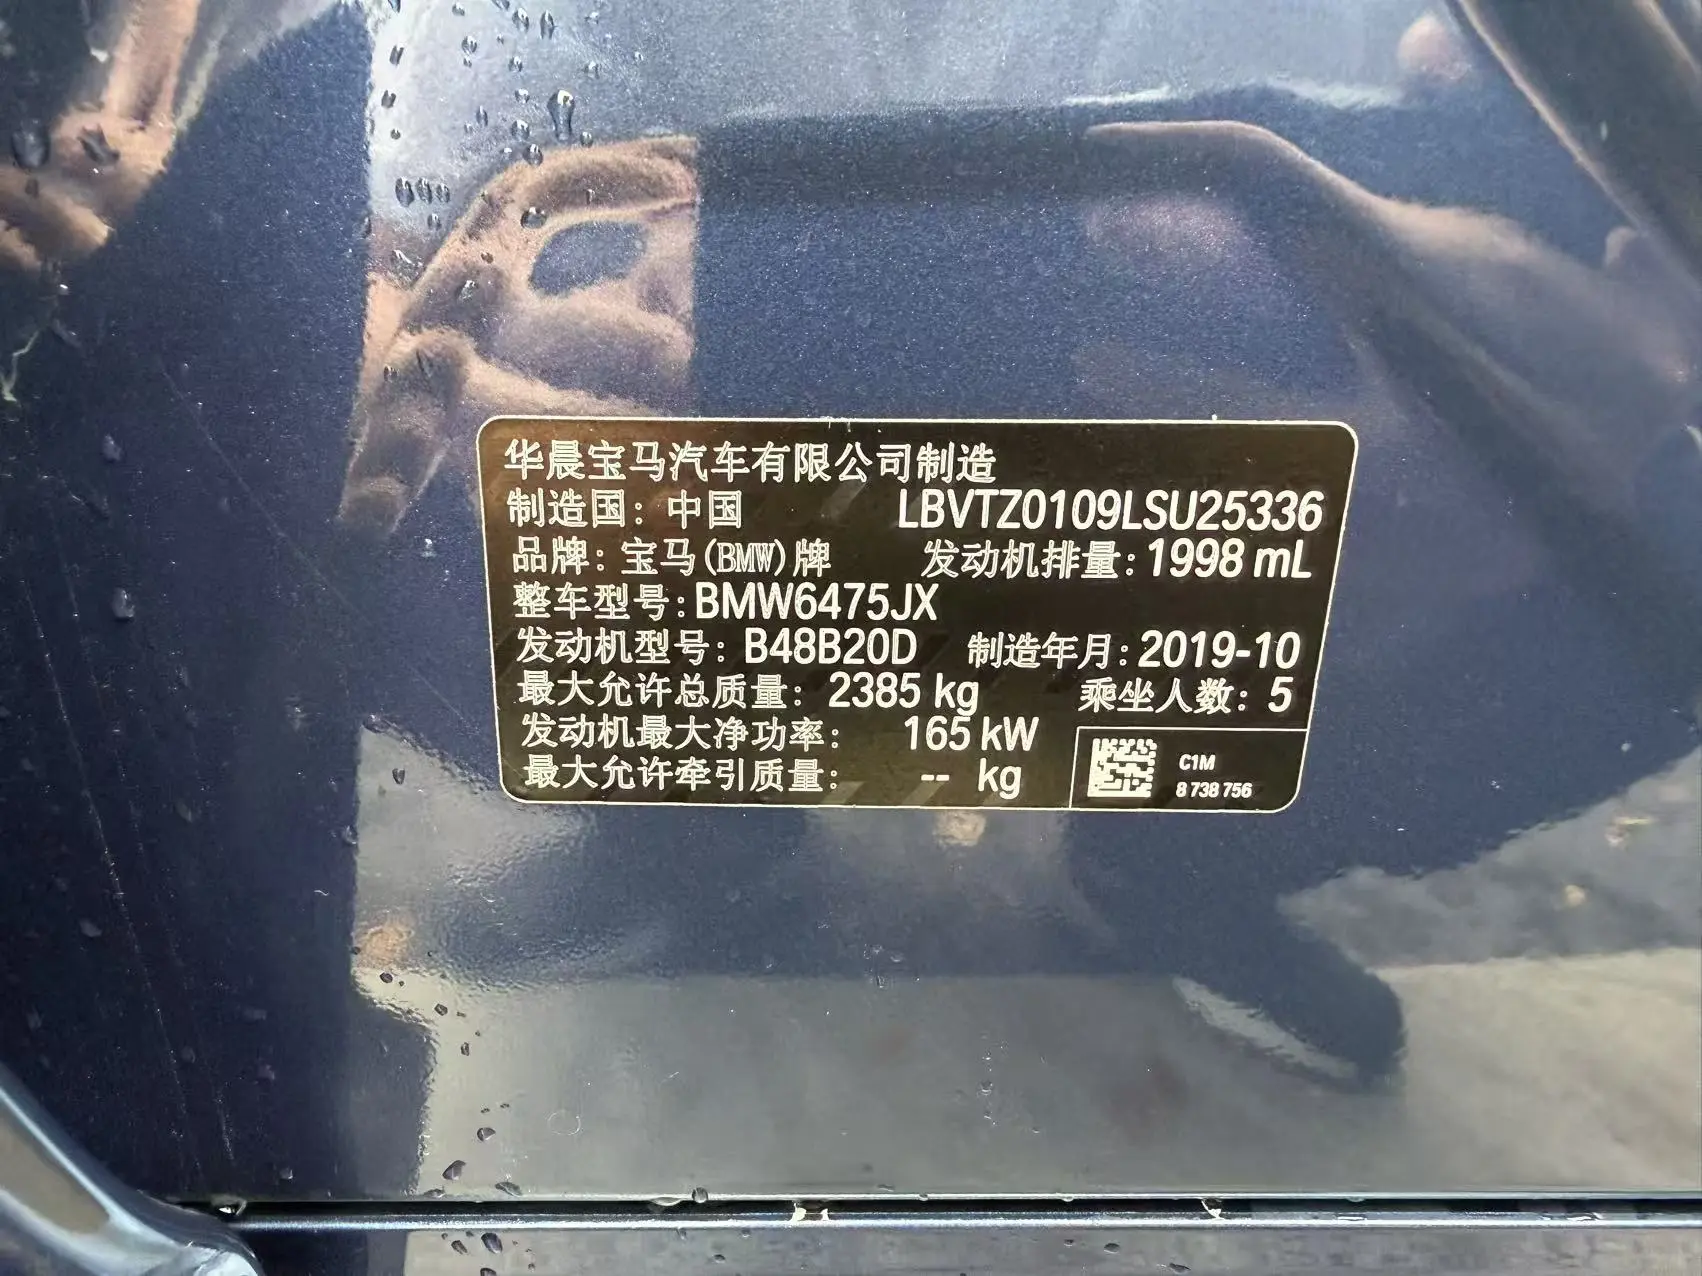 华晨宝马汽车有限公司制造
制造国：中国 LBVTZ0109LSU25336
品牌：宝马(BMW)牌 发动机排量：1998 mL
整车型号：BMW6475JX
发动机型号：B48B20D 制造年月：2019-10
最大允许总质量：2385 kg 乘坐人数：5
发动机最大净功率： 165 kW
最大允许牵引质量： -- kg
C1M
8 738 756